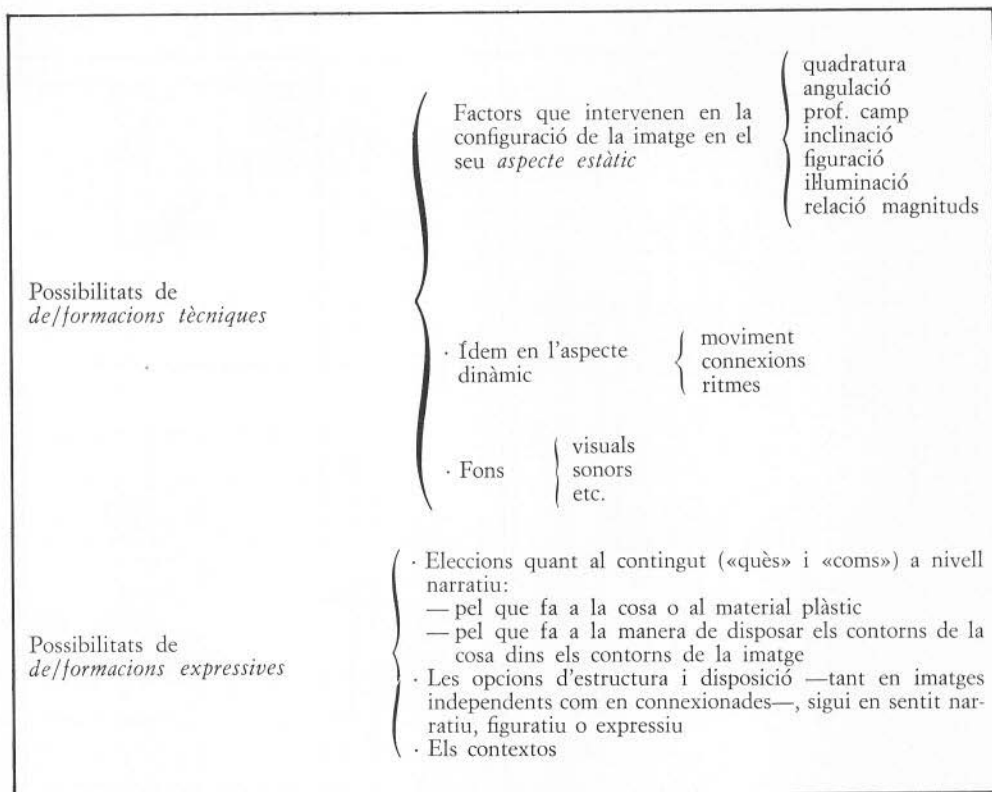 Possibilitats de
de/formacions tècniques
Factors que intervenen en la
configuració de la imatge en el
seu aspecte estàtic
quadratura
angulació
prof. camp
inclinació
figuració
iŀluminació
relació magnituds
· Ídem en l'aspecte
dinàmic
moviment
connexions
ritmes
· Fons
visuals
sonors
etc.
Possibilitats de
de/formacions expressives
· Eleccions quant al contingut («quès» i «coms») a nivell
narratiu:
— pel que fa a la cosa o al material plàstic
— pel que fa a la manera de disposar els contorns de la
cosa dins els contorns de la imatge
· Les opcions d'estructura i disposició —tant en imatges
independents com en connexionades—, sigui en sentit nar-
ratiu, figuratiu o expressiu
· Els contextos